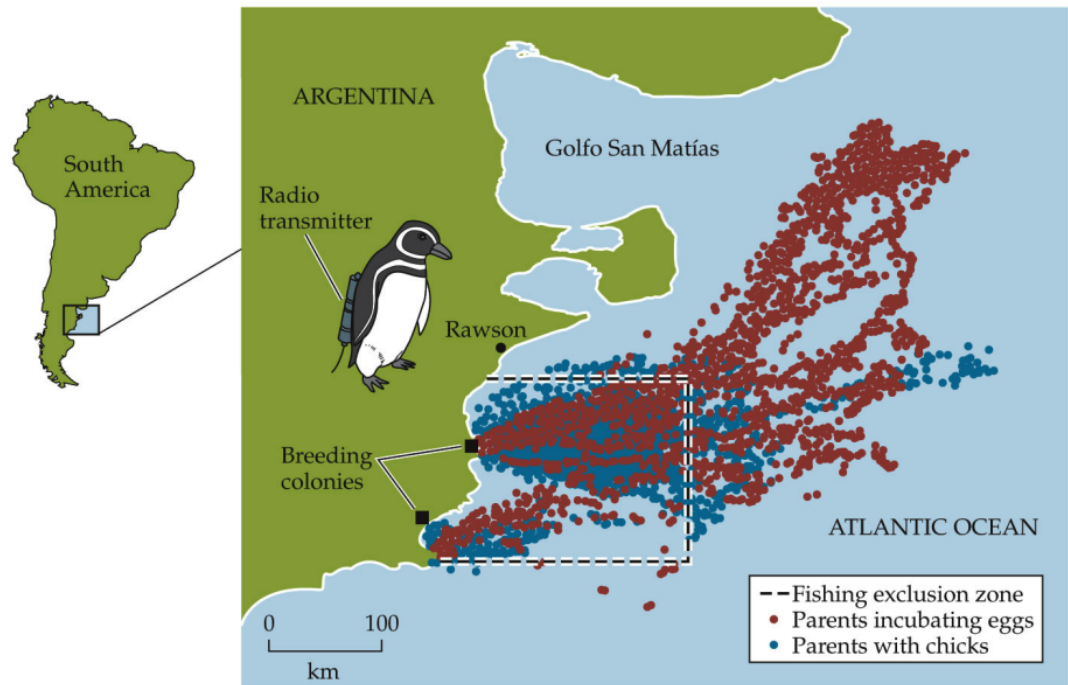 South
America
ARGENTINA
Golfo San Matías
Radio
transmitter
Rawson
Breeding
colonies
ATLANTIC OCEAN
0 100
km
Fishing exclusion zone
Parents incubating eggs
Parents with chicks